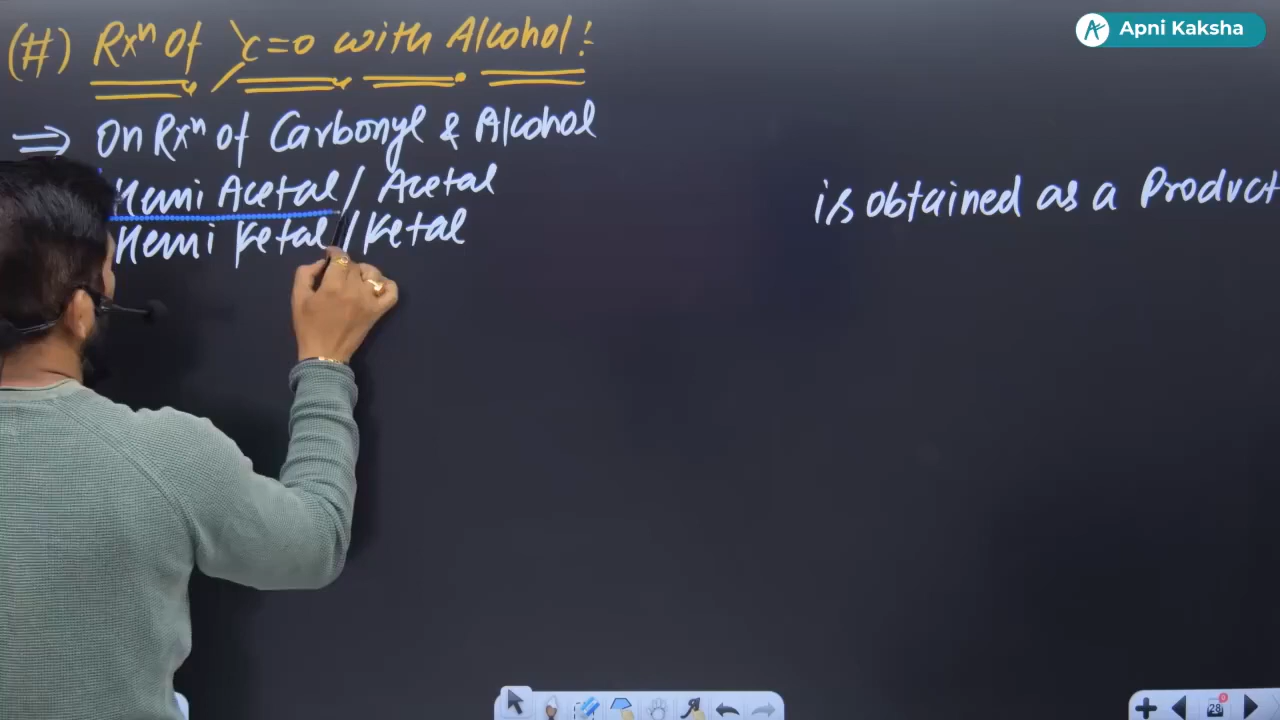 Apni Kaksha
(#) Rxn of >C=O with Alcohol:-
⇒ On Rxn of Carbonyl & Alcohol
Hemi Acetal / Acetal is obtained as a Product
Hemi Ketal / Ketal
28